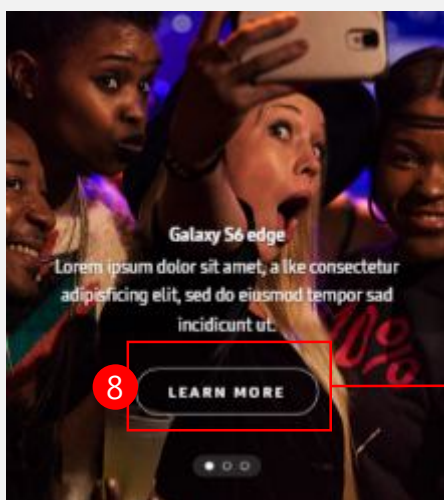 Galaxy S6 edge
Lorem ipsum dolor sit amet, a lke consectetur
adipisficing elit, sed do eiusmod tempor sad
incidicunt ut.
8
LEARN MORE